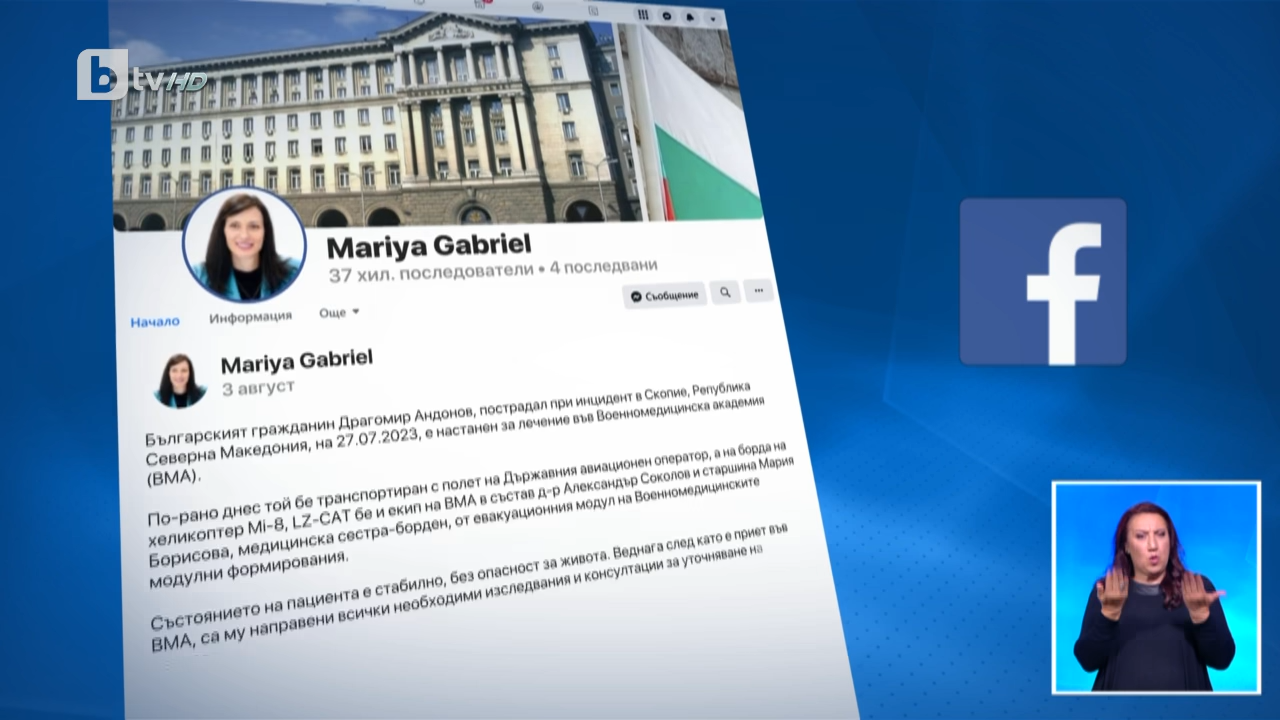 btv HD
Mariya Gabriel
37 хил. последователи • 4 последвани
Съобщение
Начало
Информация
Още
Mariya Gabriel
3 август
Българският гражданин Драгомир Андонов, пострадал при инцидент в Скопие, Република
Северна Македония, на 27.07.2023, е настанен за лечение във Военномедицинска академия
(ВМА).
По-рано днес той бе транспортиран с полет на Държавния авиационен оператор, а на борда на
хеликоптер Mi-8, LZ-CAT бе и екип на ВМА в състав д-р Александър Соколов и старшина Мария
Борисова, медицинска сестра-борден, от евакуационния модул на Военномедицинските
модулни формирования.
Състоянието на пациента е стабилно, без опасност за живота. Веднага след като е приет във
ВМА, са му направени всички необходими изследвания и консултации за уточняване на
f